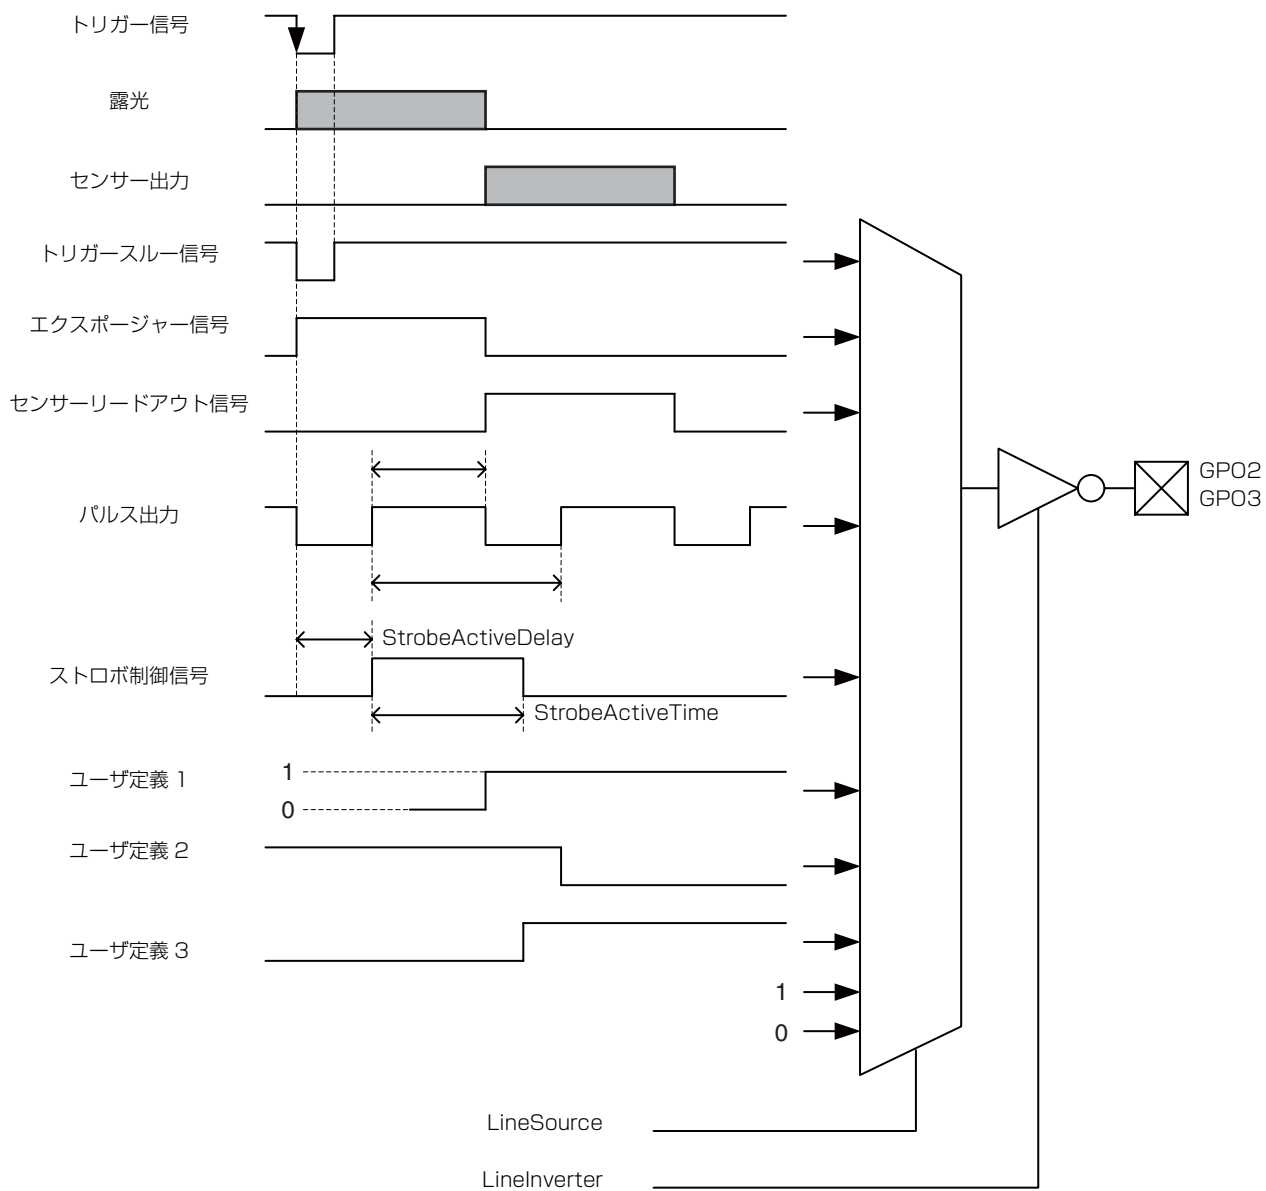 トリガー信号
露光
センサー出力
トリガースルー信号
エクスポージャー信号
センサーリードアウト信号
GPO2
GPO3
パルス出力
StrobeActiveDelay
ストロボ制御信号
StrobeActiveTime
ユーザ定義 1
1
0
ユーザ定義 2
ユーザ定義 3
1
0
LineSource
LineInverter